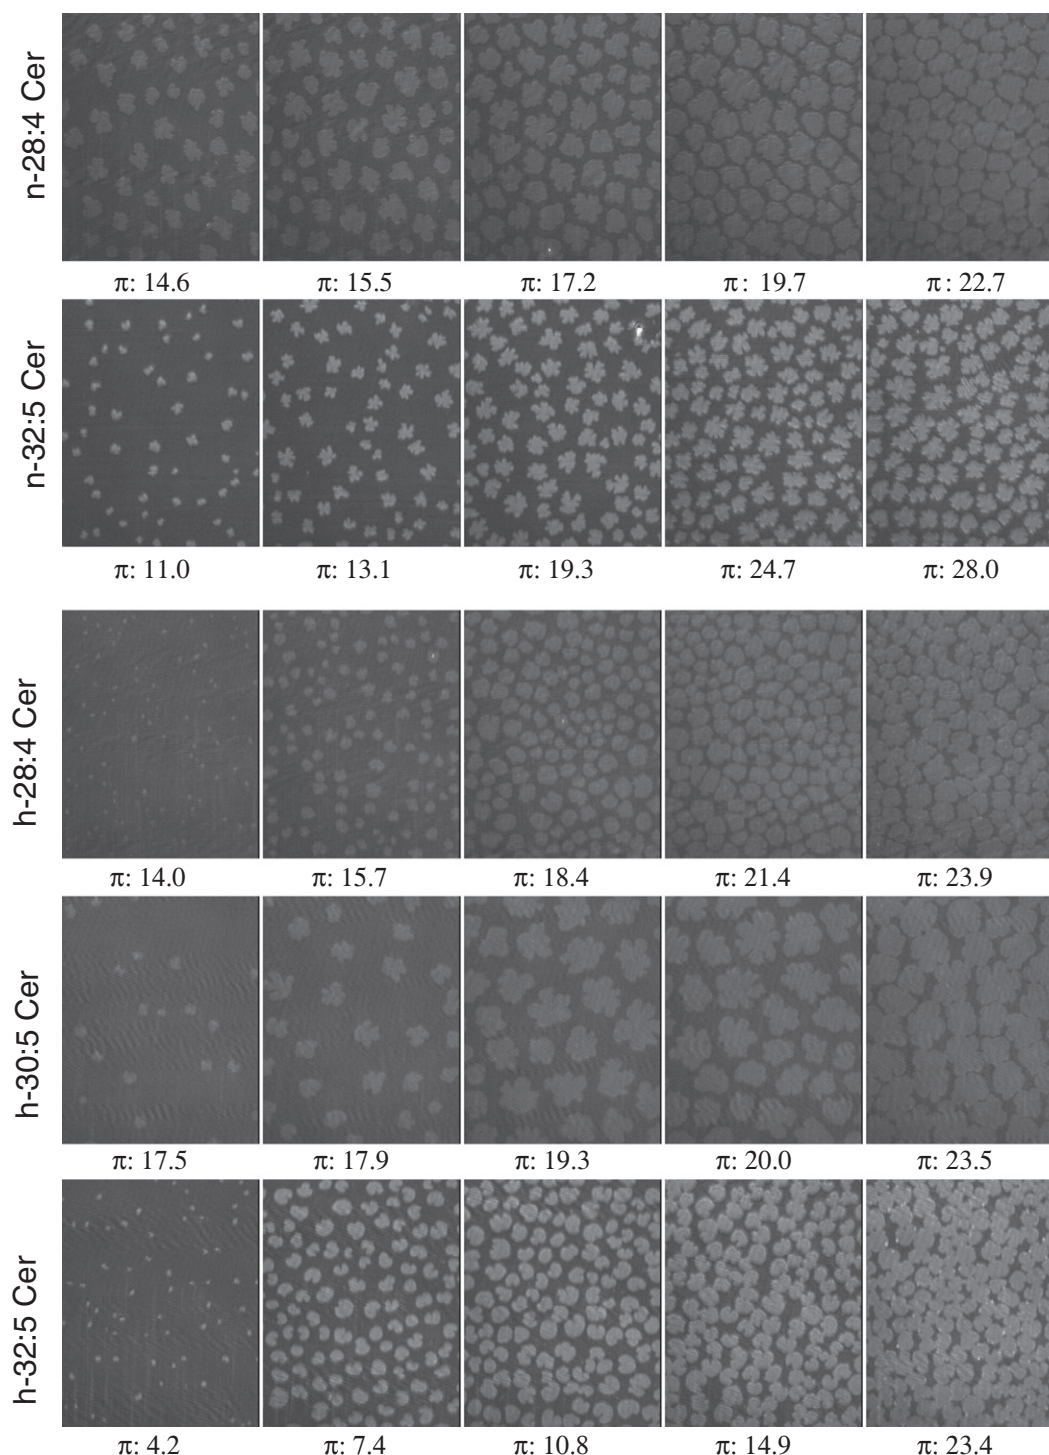 n-28:4 Cer
π: 14.6 π: 15.5 π: 17.2 π: 19.7 π: 22.7
n-32:5 Cer
π: 11.0 π: 13.1 π: 19.3 π: 24.7 π: 28.0
h-28:4 Cer
π: 14.0 π: 15.7 π: 18.4 π: 21.4 π: 23.9
h-30:5 Cer
π: 17.5 π: 17.9 π: 19.3 π: 20.0 π: 23.5
h-32:5 Cer
π: 4.2 π: 7.4 π: 10.8 π: 14.9 π: 23.4